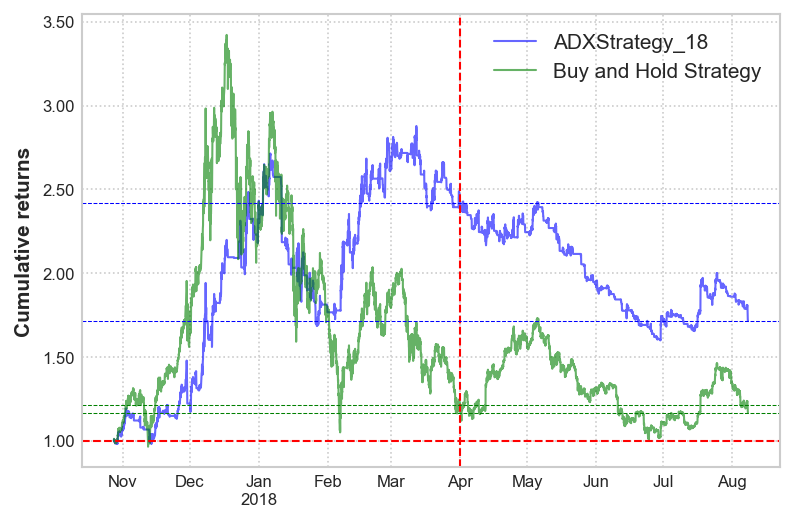 3.50
3.00
2.50
2.00
1.50
1.00
Cumulative returns
ADXStrategy_18
Buy and Hold Strategy
Nov Dec Jan Feb Mar Apr May Jun Jul Aug
2018